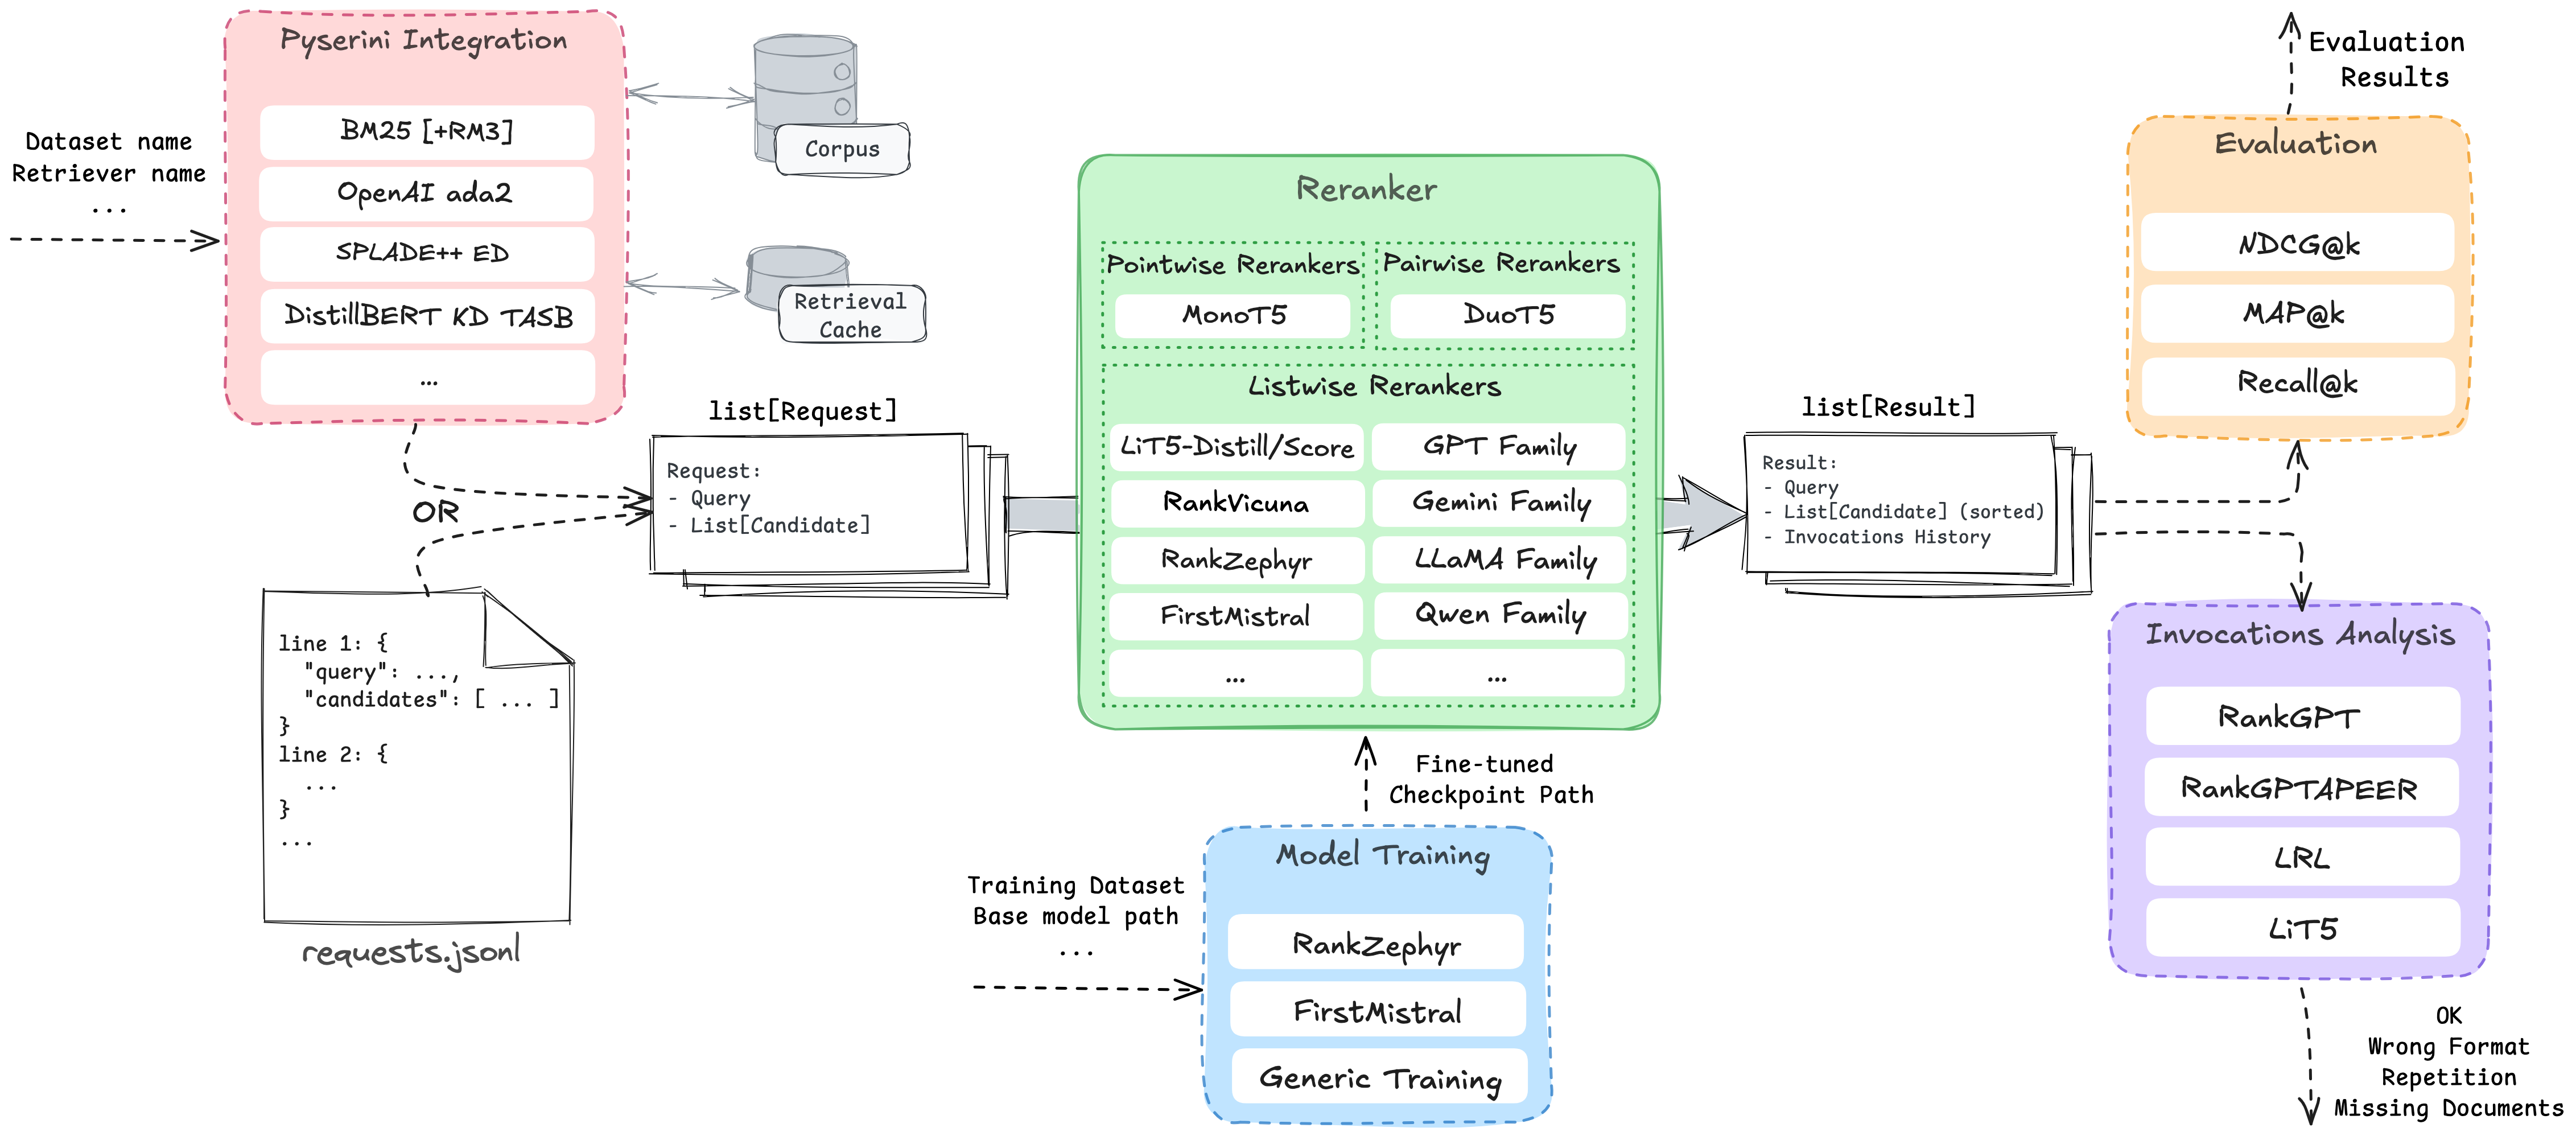 Pyserini Integration
BM25 [+RM3]
OpenAI ada2
SPLADE++ ED
DistillBERT KD TASB
...
Dataset name
Retriever name
...
Corpus
Retrieval
Cache
OR
line 1: {
"query": ...,
"candidates": [ ... ]
}
line 2: {
...
}
...
requests.jsonl
list[Request]
Request:
- Query
- List[Candidate]
Reranker
Pointwise Rerankers
MonoT5
Pairwise Rerankers
DuoT5
Listwise Rerankers
LiT5-Distill/Score
GPT Family
RankVicuna
Gemini Family
RankZephyr
LLaMA Family
FirstMistral
Qwen Family
...
...
Fine-tuned
Checkpoint Path
Training Dataset
Base model path
...
Model Training
RankZephyr
FirstMistral
Generic Training
list[Result]
Result:
- Query
- List[Candidate] (sorted)
- Invocations History
Evaluation
Results
Evaluation
NDCG@k
MAP@k
Recall@k
Invocations Analysis
RankGPT
RankGPTAPEER
LRL
LiT5
OK
Wrong Format
Repetition
Missing Documents